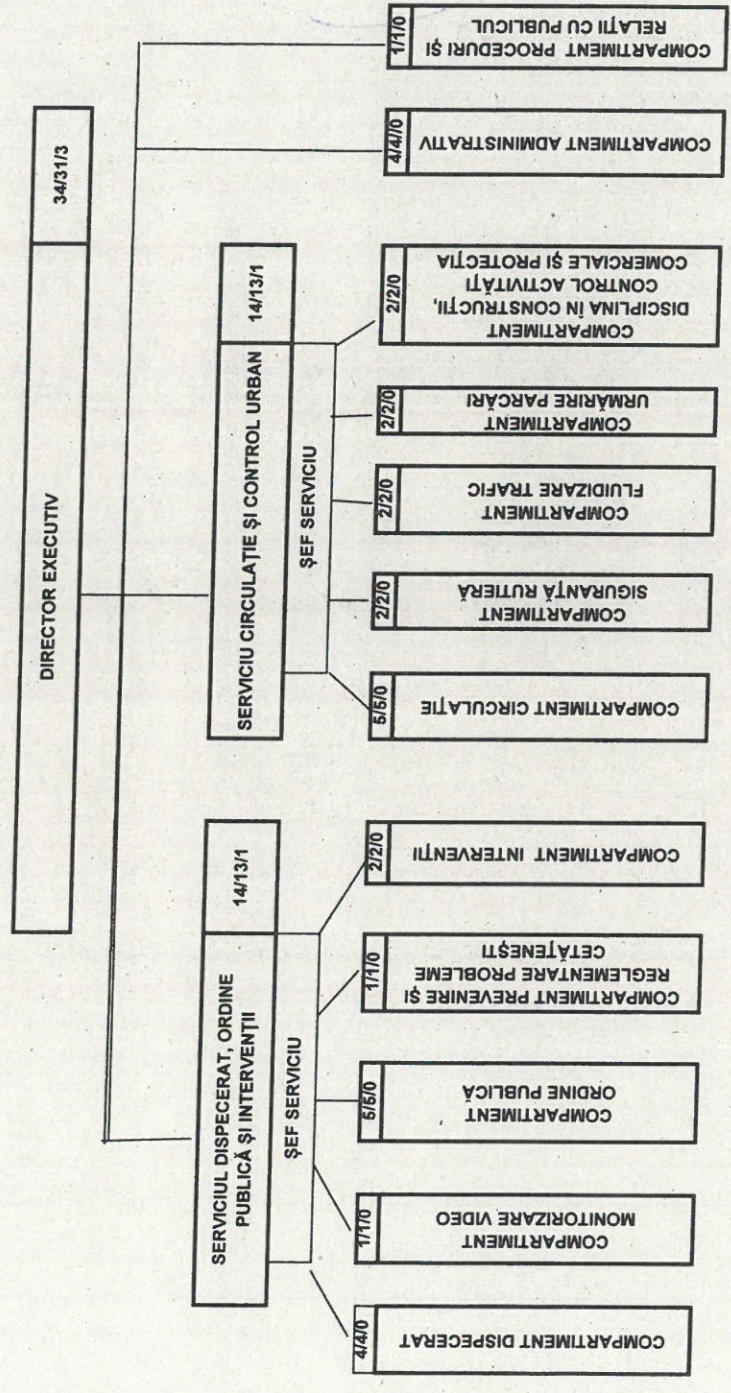 DIRECTOR EXECUTIV
34/31/3
SERVICIUL DISPECERAT, ORDINE
PUBLICĂ ȘI INTERVENȚII
14/13/1
ȘEF SERVICIU
SERVICIU CIRCULAȚIE ȘI CONTROL URBAN
14/13/1
ȘEF SERVICIU
4/4/0
COMPARTIMENT DISPECERAT
1/1/0
COMPARTIMENT
MONITORIZARE VIDEO
5/5/0
COMPARTIMENT
ORDINE PUBLICĂ
1/1/0
COMPARTIMENT PREVENIRE ȘI
REGLEMENTARE PROBLEME
CETĂȚENEȘTI
2/2/0
COMPARTIMENT INTERVENȚII
5/5/0
COMPARTIMENT CIRCULAȚIE
2/2/0
COMPARTIMENT
SIGURANȚĂ RUTIERĂ
2/2/0
COMPARTIMENT
FLUIDIZARE TRAFIC
2/2/0
COMPARTIMENT
URMĂRIRE PARCĂRI
2/2/0
COMPARTIMENT
DISCIPLINA ÎN CONSTRUCȚII,
CONTROL ACTIVITĂȚI
COMERCIALE ȘI PROTECȚIA
4/4//0
COMPARTIMENT ADMINISTRATIV
1/1/0
COMPARTIMENT PROCEDURI ȘI
RELAȚII CU PUBLICUL